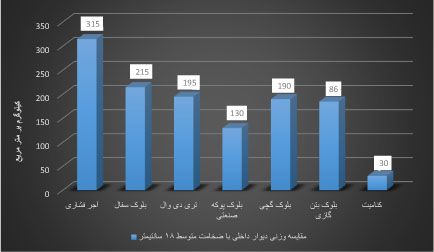 کیلوگرم بر متر مربع
350
300
250
200
150
100
50
0
315
215
195
130
190
86
30
آجر فشاری
بلوک سفال
تری دی وال
بلوک پوکه صنعتی
بلوک گچی
بلوک بتن گازی
کنامیت
مقایسه وزنی دیوار داخلی با ضخامت متوسط ۱۸ سانتیمتر